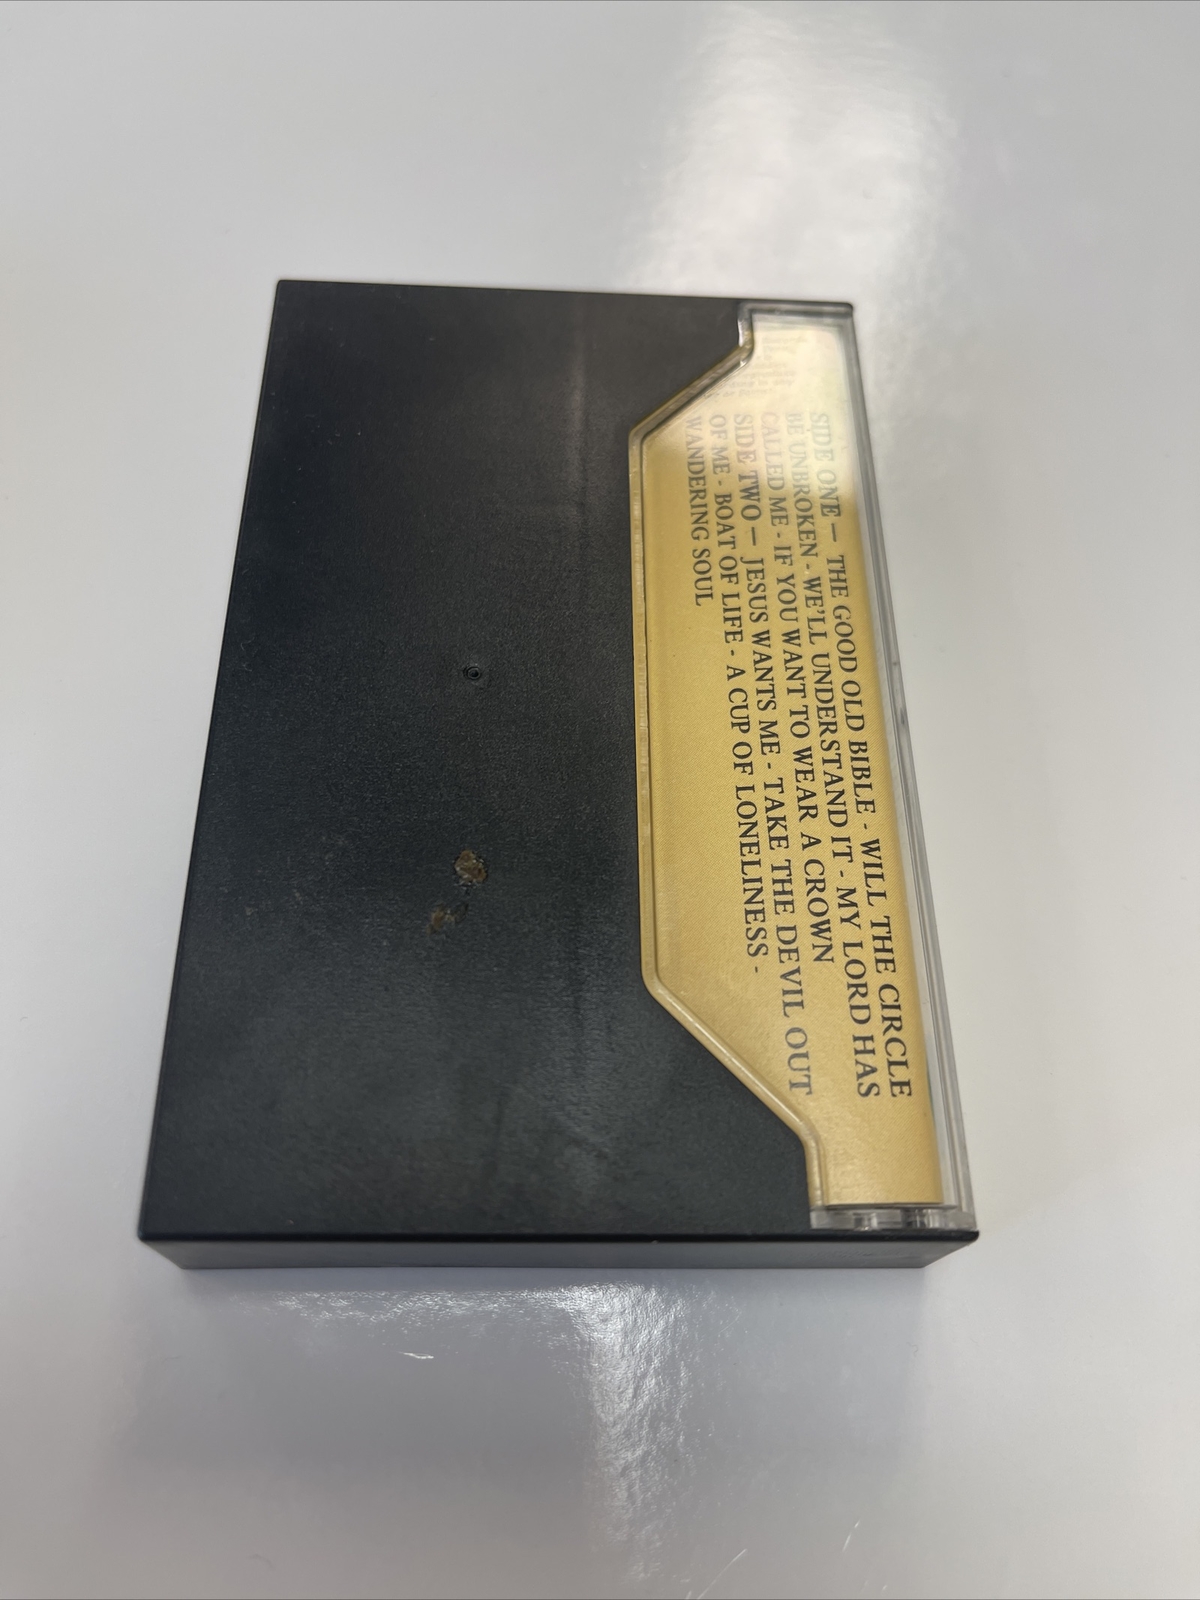 SIDE ONE — THE GOOD OLD BIBLE - WILL THE CIRCLE
BE UNBROKEN - WE'LL UNDERSTAND IT - MY LORD HAS
CALLED ME - IF YOU WANT TO WEAR A CROWN
SIDE TWO — JESUS WANTS ME - TAKE THE DEVIL OUT
OF ME - BOAT OF LIFE - A CUP OF LONELINESS -
WANDERING SOUL